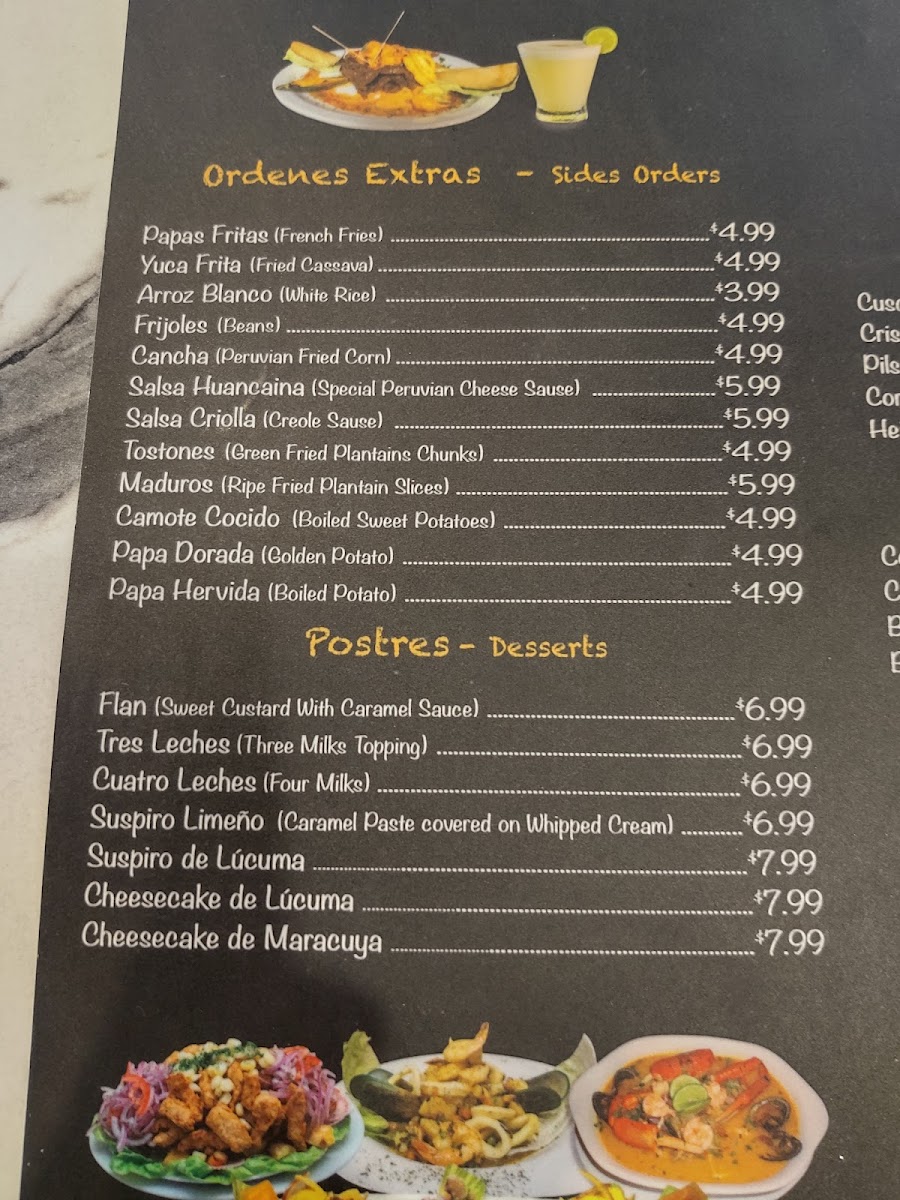 Ordenes Extras - Sides Orders
Papas Fritas (French Fries) $4.99
Yuca Frita (Fried Cassava) $4.99
Arroz Blanco (White Rice) $3.99
Frijoles (Beans) $4.99
Cancha (Peruvian Fried Corn) $4.99
Salsa Huancaina (Special Peruvian Cheese Sause) $5.99
Salsa Criolla (Creole Sause) $5.99
Tostones (Green Fried Plantains Chunks) $4.99
Maduros (Ripe Fried Plantain Slices) $5.99
Camote Cocido (Boiled Sweet Potatoes) $4.99
Papa Dorada (Golden Potato) $4.99
Papa Hervida (Boiled Potato) $4.99
Postres - Desserts
Flan (Sweet Custard With Caramel Sauce) $6.99
Tres Leches (Three Milks Topping) $6.99
Cuatro Leches (Four Milks) $6.99
Suspiro Limeño (Caramel Paste covered on Whipped Cream) $6.99
Suspiro de Lúcuma $7.99
Cheesecake de Lúcuma $7.99
Cheesecake de Maracuya $7.99